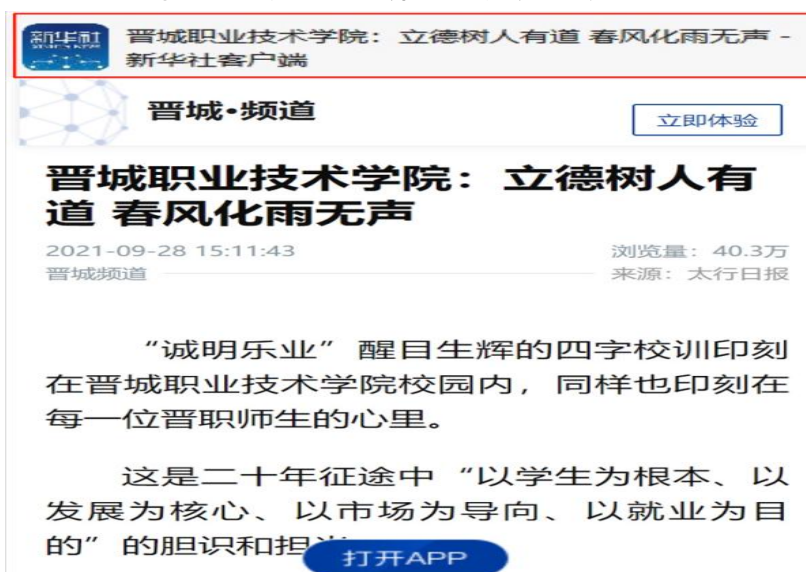 新华社
晋城职业技术学院：立德树人有道 春风化雨无声 -
新华社客户端
晋城•频道
立即体验
晋城职业技术学院：立德树人有
道 春风化雨无声
2021-09-28 15:11:43
浏览量：40.3万
晋城频道
来源：太行日报
“诚明乐业”醒目生辉的四字校训印刻
在晋城职业技术学院校园内，同样也印刻在
每一位晋职师生的心里。
这是二十年征途中“以学生为根本、以
发展为核心、以市场为导向、以就业为目
的”的胆识和担
打开APP